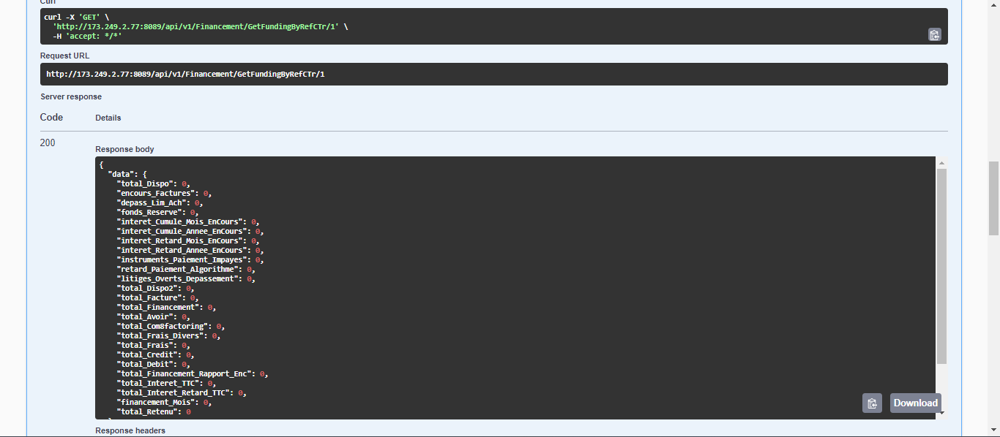 Curl
curl -X 'GET' \
'http://173.249.2.77:8089/api/v1/Financement/GetFundingByRefCTr/1' \
-H 'accept: */*'
Request URL
http://173.249.2.77:8089/api/v1/Financement/GetFundingByRefCTr/1
Server response
Code Details
200
Response body
{
"data": {
"total_Dispo": 0,
"encours_Factures": 0,
"depass_Lim_Ach": 0,
"fonds_Reserve": 0,
"interet_Cumule_Mois_EnCours": 0,
"interet_Cumule_Annee_EnCours": 0,
"interet_Retard_Mois_EnCours": 0,
"interet_Retard_Annee_EnCours": 0,
"instruments_Paiement_Impayes": 0,
"retard_Paiement_Algorithme": 0,
"litiges_Overts_Depassement": 0,
"total_Dispo2": 0,
"total_Facture": 0,
"total_Financement": 0,
"total_Avoir": 0,
"total_Com8factoring": 0,
"total_Frais_Divers": 0,
"total_Frais": 0,
"total_Credit": 0,
"total_Debit": 0,
"total_Financement_Rapport_Enc": 0,
"total_Interet_TTC": 0,
"total_Interet_Retard_TTC": 0,
"financement_Mois": 0,
"total_Retenu": 0
Download
Response headers